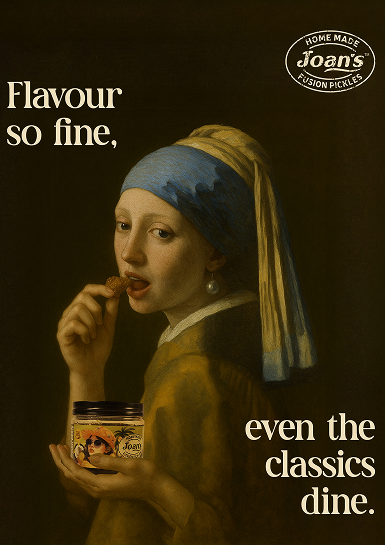 HOME MADE
Joan's
FUSION PICKLES
Flavour
so fine,
Joan's
even the
classics
dine.